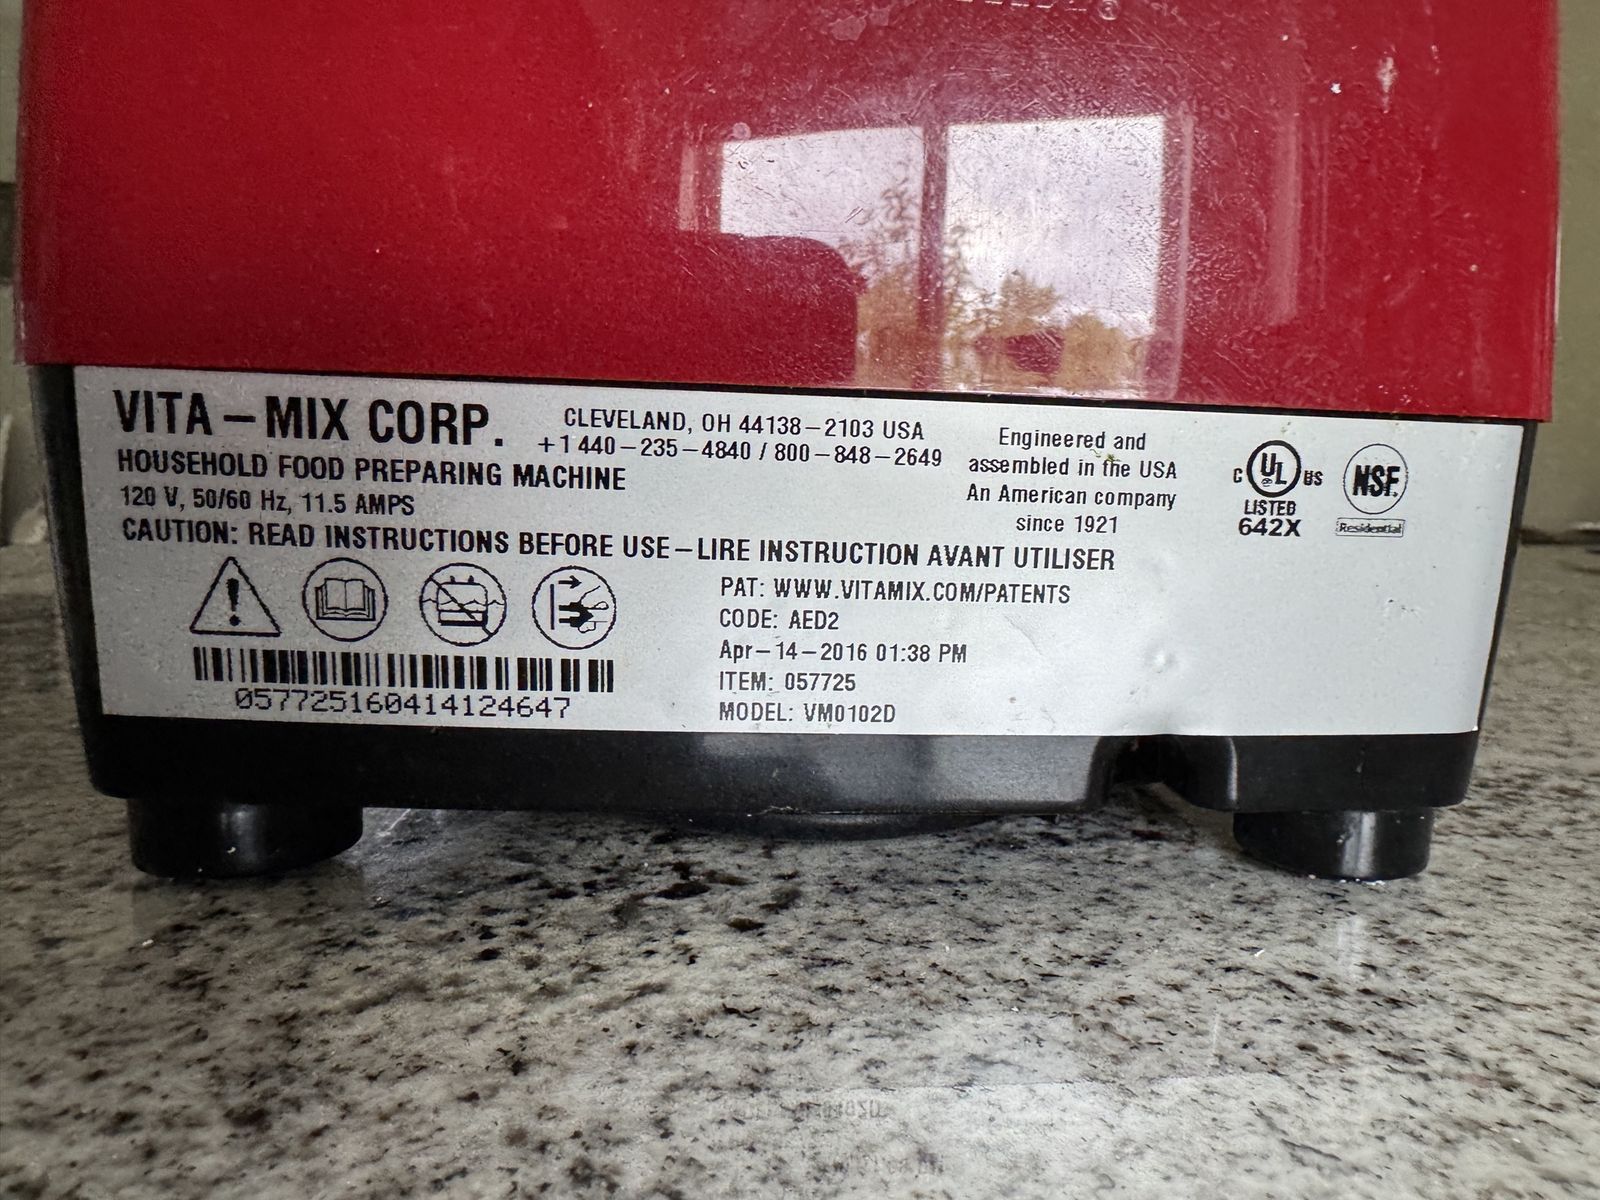 VITA-MIX CORP.
CLEVELAND, OH 44138-2103 USA
+1 440-235-4840 / 800-848-2649
HOUSEHOLD FOOD PREPARING MACHINE
120 V, 50/60 Hz, 11.5 AMPS
CAUTION: READ INSTRUCTIONS BEFORE USE-LIRE INSTRUCTION AVANT UTILISER
Engineered and
assembled in the USA
An American company
since 1921
C UL US
LISTED
642X
NSF
Residential
PAT: WWW.VITAMIX.COM/PATENTS
CODE: AED2
Apr-14-2016 01:38 PM
ITEM: 057725
MODEL: VM0102D
057725160414124647